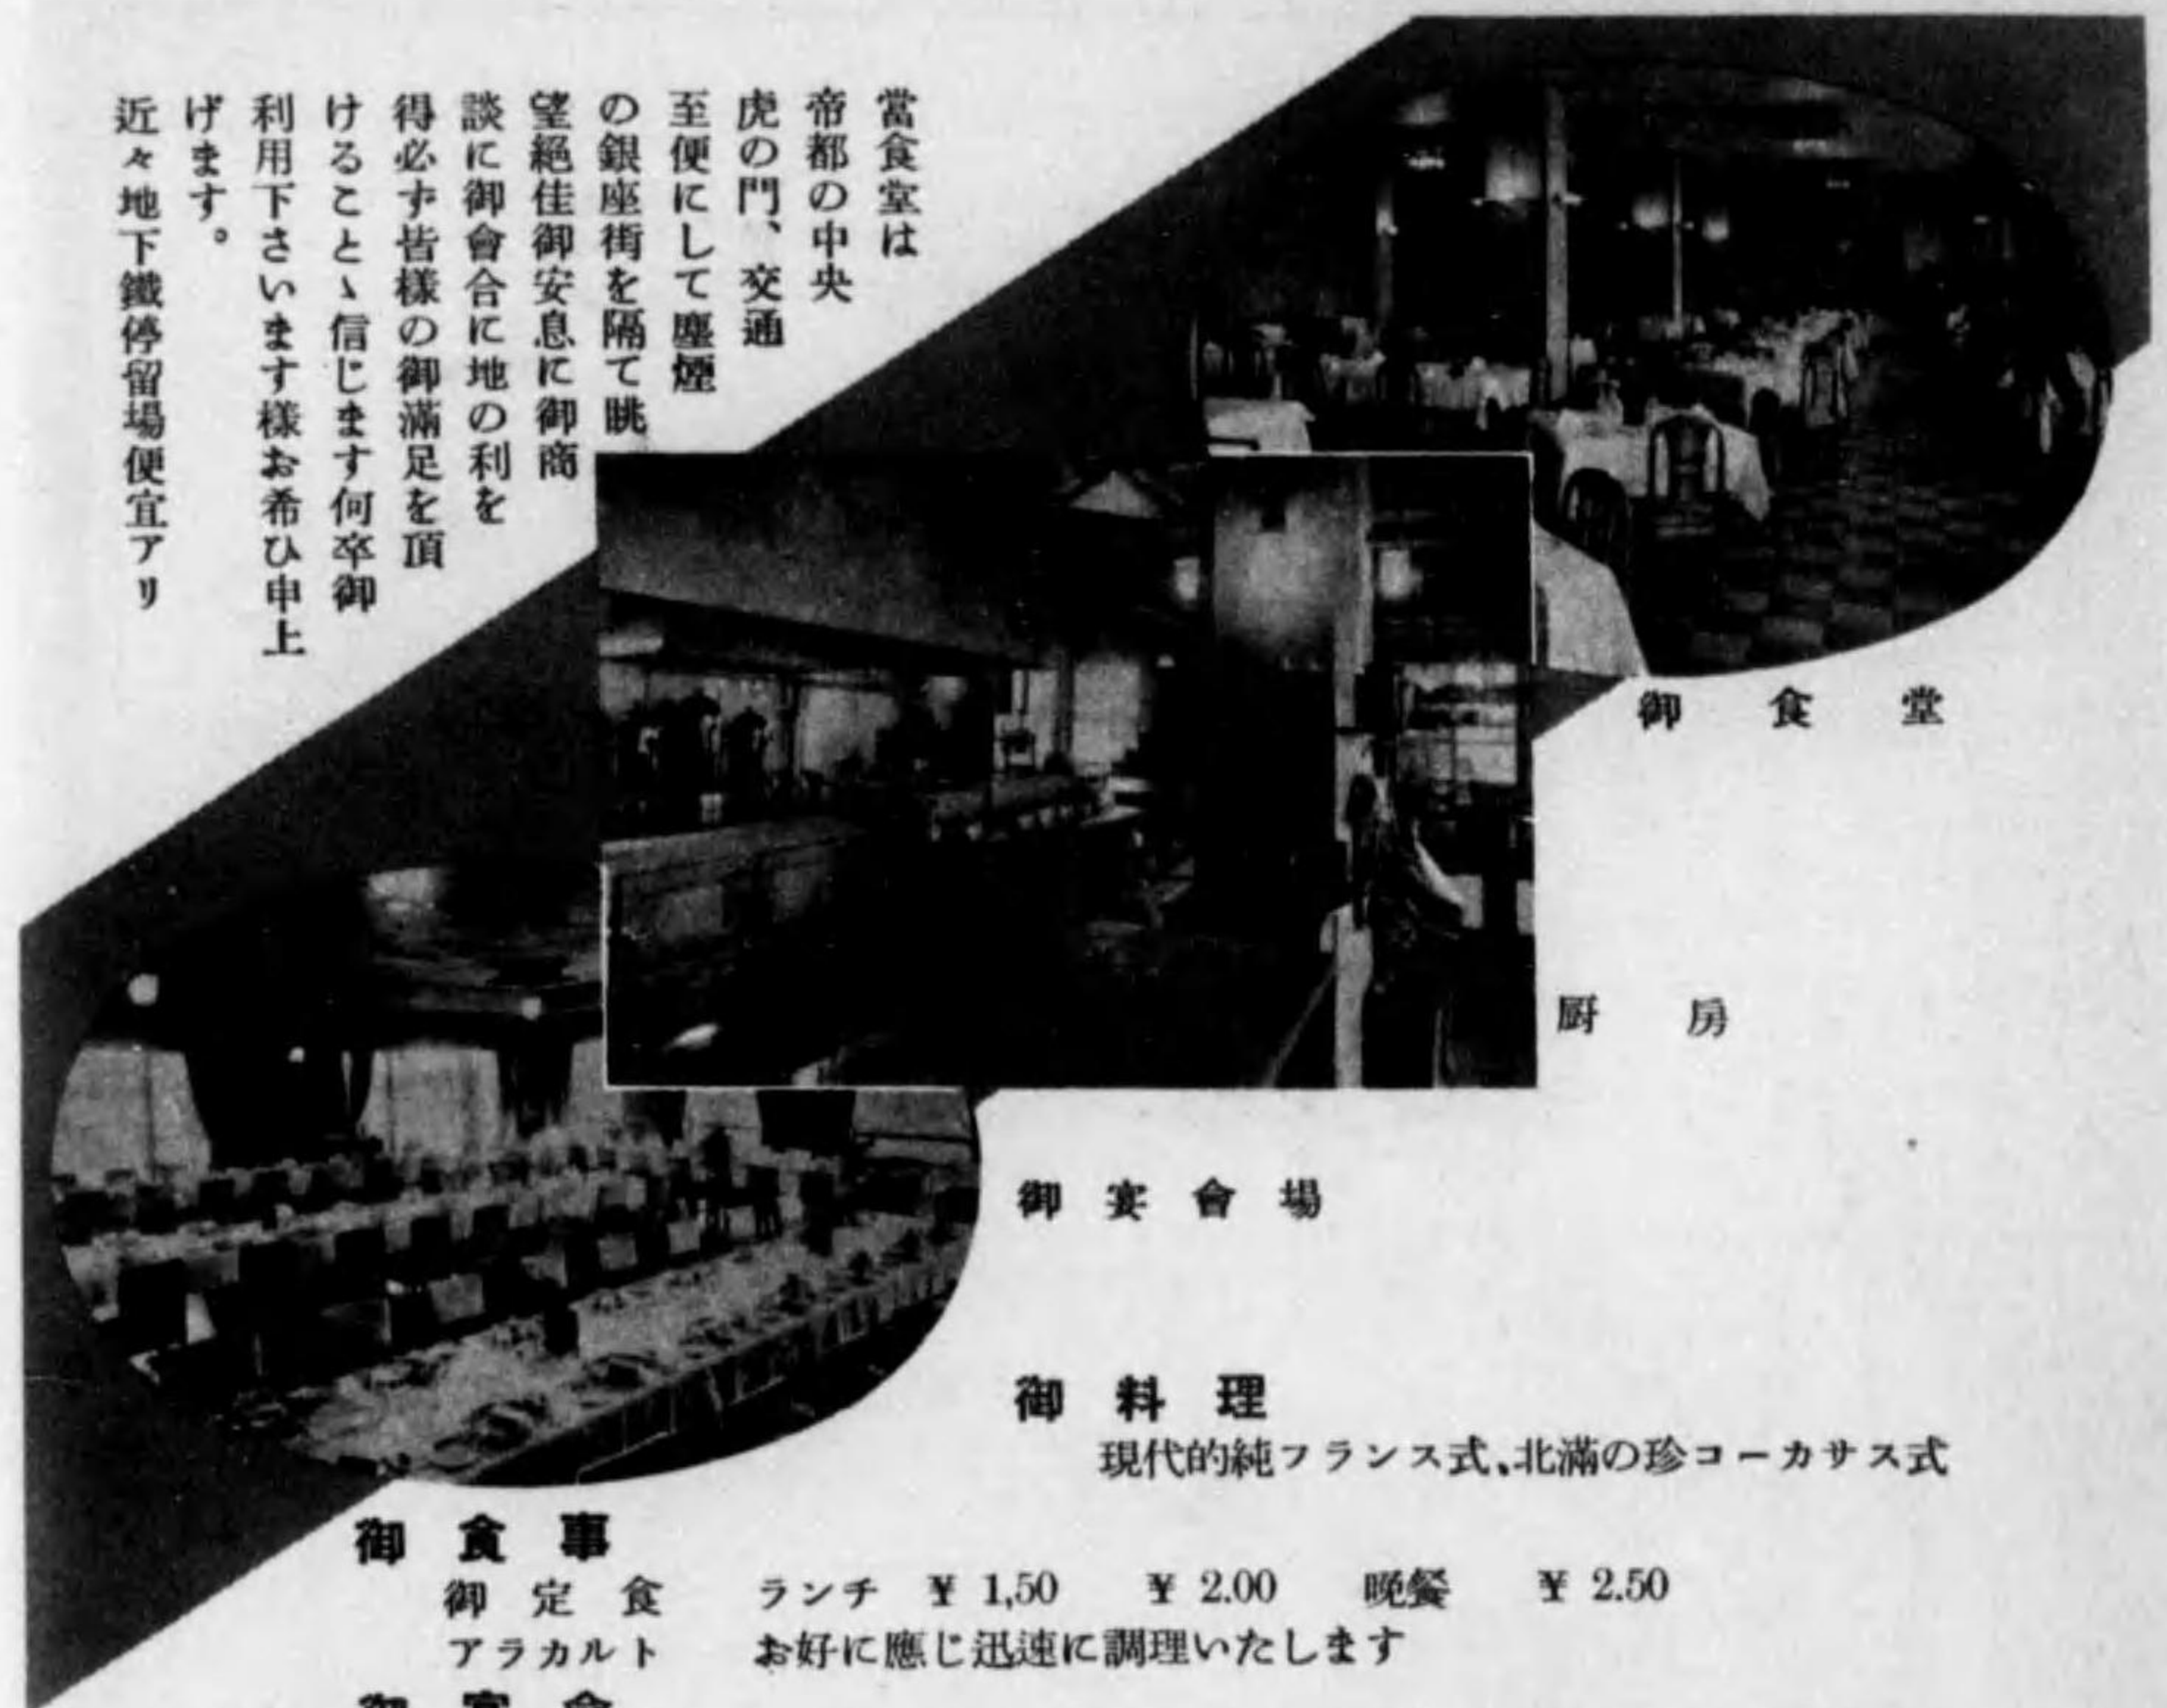 當食堂は
帝都の中央
虎の門、交通
至便にして塵煙
の銀座街を隔て眺
望絶佳御安息に御商
談に御會合に地の利を
得必ず皆様の御滿足を頂
けることゝ信じます何卒御
利用下さいます様お希ひ申上
げます。
近々地下鐵停留場便宜アリ
御食堂
厨房
御宴會場
御料理
現代的純フランス式、北滿の珍コーカサス式
御食事
御定食 ランチ ¥ 1,50 ¥ 2.00 晩餐 ¥ 2.50
アラカルト お好に應じ迅速に調理いたします
御宴會